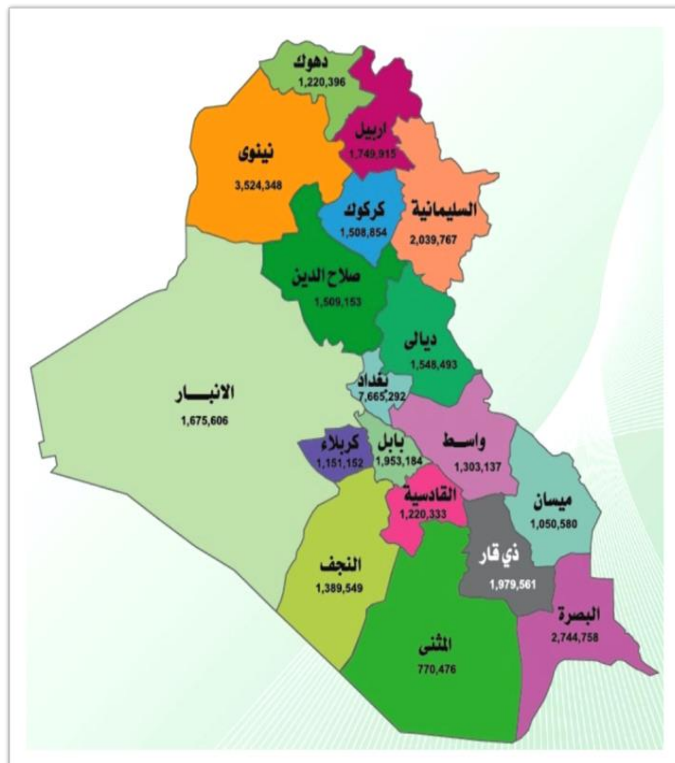 دهوك
1,220,396
اربيل
1,749,915
نينوى
3,524,348
كركوك
1,508,854
السليمانية
2,039,767
صلاح الدين
1,509,153
ديالى
1,548,493
بغداد
7,665,292
الانبـــار
1,675,606
كربلاء
1,151,152
بابل
1,953,184
واســط
1,303,137
القادسية
1,220,333
ميسان
1,050,580
النجف
1,389,549
ذي قار
1,979,561
البصرة
2,744,758
المثنى
770,476